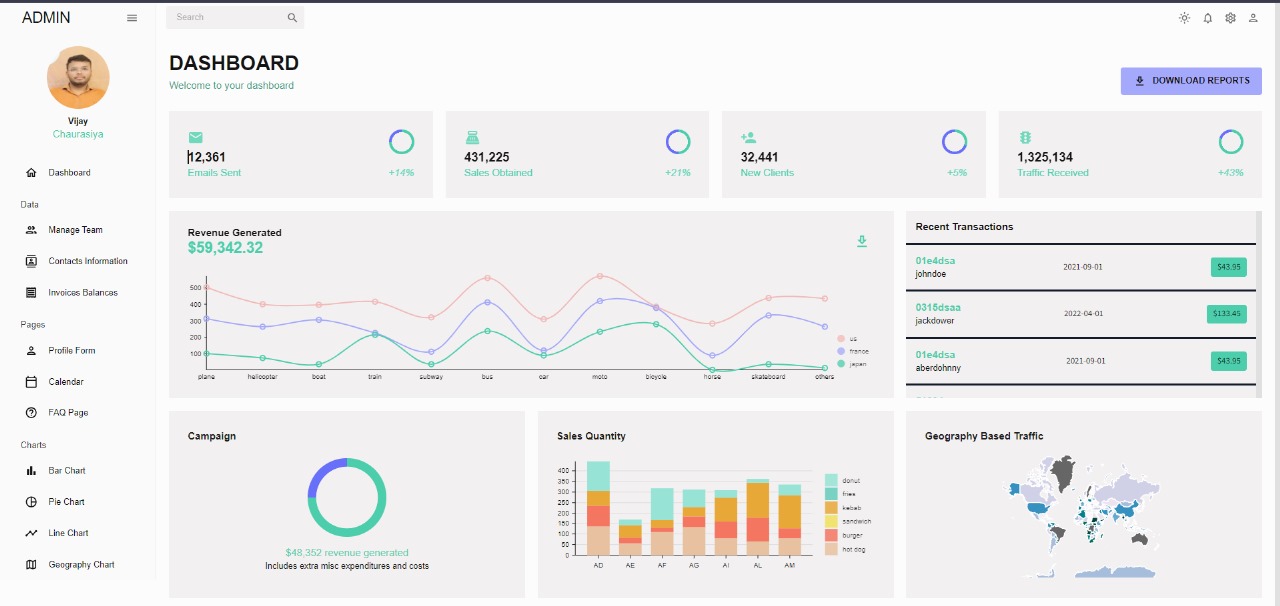 ADMIN
Search
Vijay
Chaurasiya
Dashboard
Data
Manage Team
Contacts Information
Invoices Balances
Pages
Profile Form
Calendar
FAQ Page
Charts
Bar Chart
Pie Chart
Line Chart
Geography Chart
DASHBOARD
Welcome to your dashboard
DOWNLOAD REPORTS
12,361
Emails Sent
+14%
431,225
Sales Obtained
+21%
32,441
New Clients
+5%
1,325,134
Traffic Received
+43%
Revenue Generated
$59,342.32
500
400
300
200
100
plane helicopter boat train subway bus car moto bicycle horse skateboard others
us
france
japan
Recent Transactions
01e4dsa
johndoe
2021-09-01
$43.95
0315dsaa
jackdower
2022-04-01
$133.45
01e4dsa
aberdohnny
2021-09-01
$43.95
Campaign
$48,352 revenue generated
Includes extra misc expenditures and costs
Sales Quantity
400
350
300
250
200
150
100
50
0
AD AE AF AG AI AL AM
donut
fries
kebab
sandwich
burger
hot dog
Geography Based Traffic